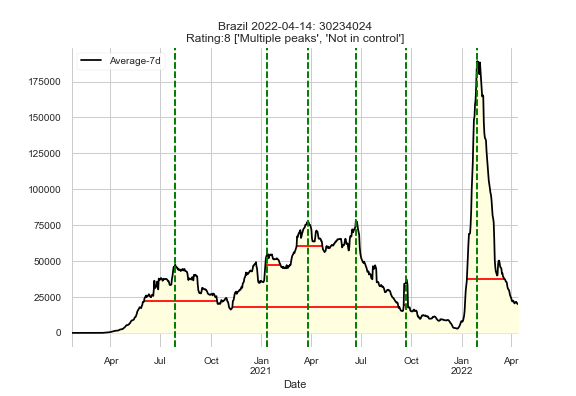 Brazil 2022-04-14: 30234024
Rating:8 ['Multiple peaks', 'Not in control']
Average-7d
175000
150000
125000
100000
75000
50000
25000
0
Apr Jul Oct Jan Apr Jul Oct Jan Apr
2021 2022
Date